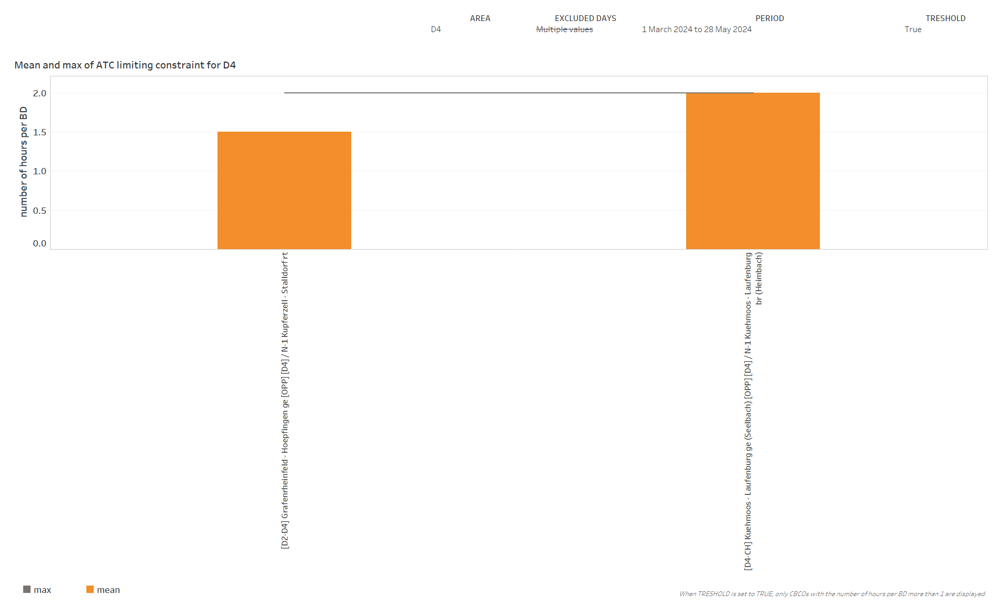 AREA
EXCLUDED DAYS
PERIOD
TRESHOLD
D4
Multiple values
1 March 2024 to 28 May 2024
True
Mean and max of ATC limiting constraint for D4
number of hours per BD
2.0
1.5
1.0
0.5
0.0
[D2-D4] Grafenrheinfeld - Hoepfingen ge [OPP] [D4] / N-1 Kupferzell - Stalldorf rt
[D4-CH] Kuehmoos - Laufenburg ge (Seelbach) [OPP] [D4] / N-1 Kuehmoos - Laufenburg
br (Heimbach)
max
mean
When TRESHOLD is set to TRUE, only CBCOs with the number of hours per BD more than 1 are displayed.